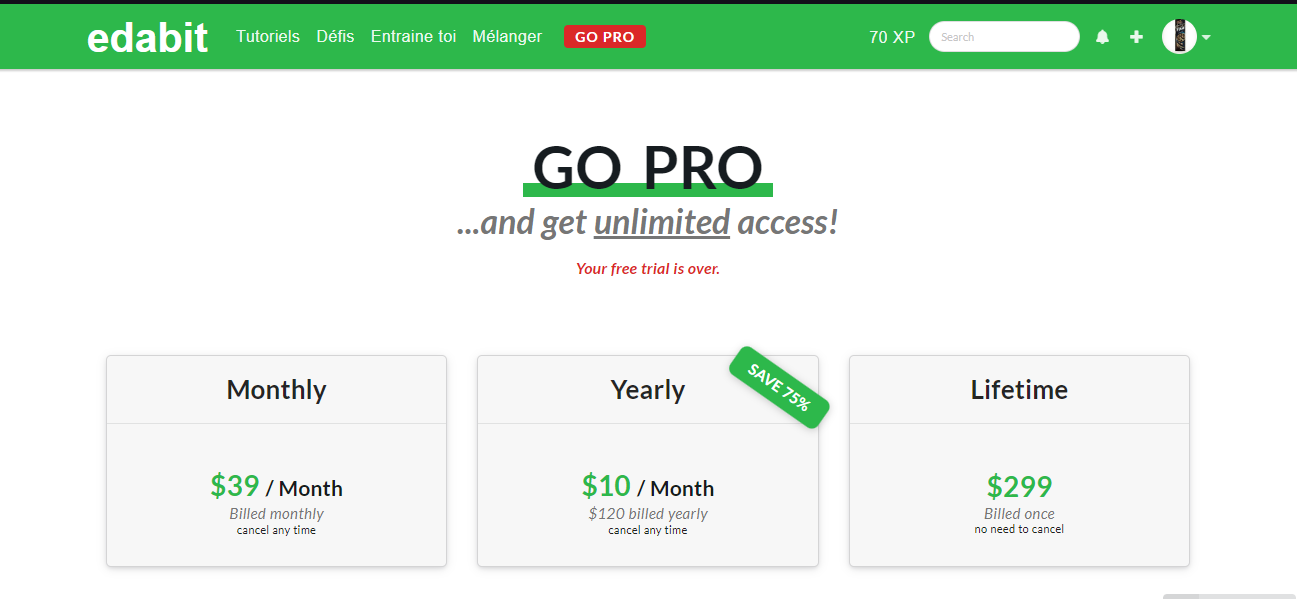 edabit Tutoriels Défis Entraine toi Mélanger GO PRO 70 XP Search
GO PRO
...and get unlimited access!
Your free trial is over.
Monthly
$39 / Month
Billed monthly
cancel any time
Yearly
SAVE 75%
$10 / Month
$120 billed yearly
cancel any time
Lifetime
$299
Billed once
no need to cancel